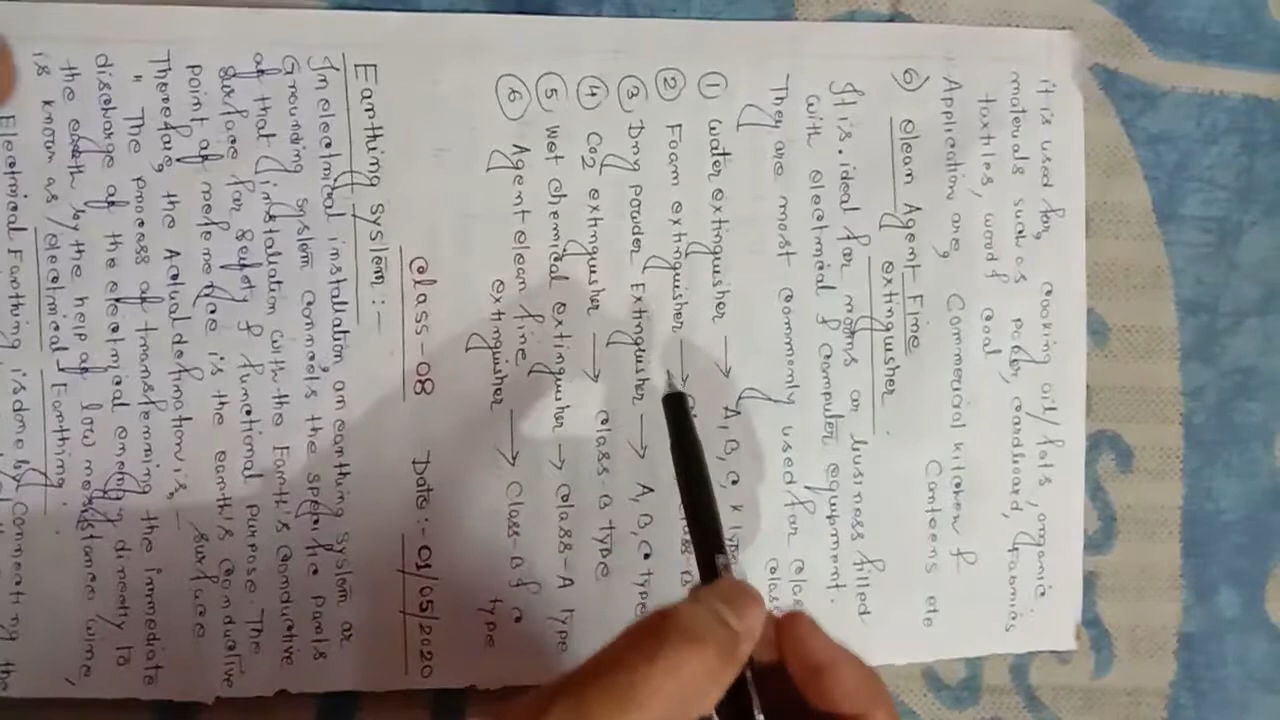 it is used for, cooking oil/fats, organic
materials such as paper, cardboard, fabrics
textiles, wood & coal
Application are, Commercial kitchen &
Canteens etc
6) Clean Agent Fire
extinguisher
It is ideal for rooms or business filled
with electrical & computer equipment.
They are most commonly used for
① Water extinguisher → A, B, C, K type
② Foam extinguisher →
③ Dry powder Extinguisher → A, B, C type
④ Co2 extinguisher → class-B type
⑤ Wet chemical extinguisher → class-A type
⑥ Agent clean fire
extinguisher → class-B & C
type
Class-08 Date:-01/05/2020
Earthing system:-
In electrical installation, an earthing system or
Grounding system connects the specific parts
of that installation with the Earth's conductive
surface for safety & functional purpose. The
point of reference is the earth's conductive
surface
Therefore, the Actual defination is,
" The process of transferring the immediate
discharge of the electrical energy directly to
the earth by the help of low resistance wire,
is known as electrical Earthing.
Electrical Earthing is done by connecting the